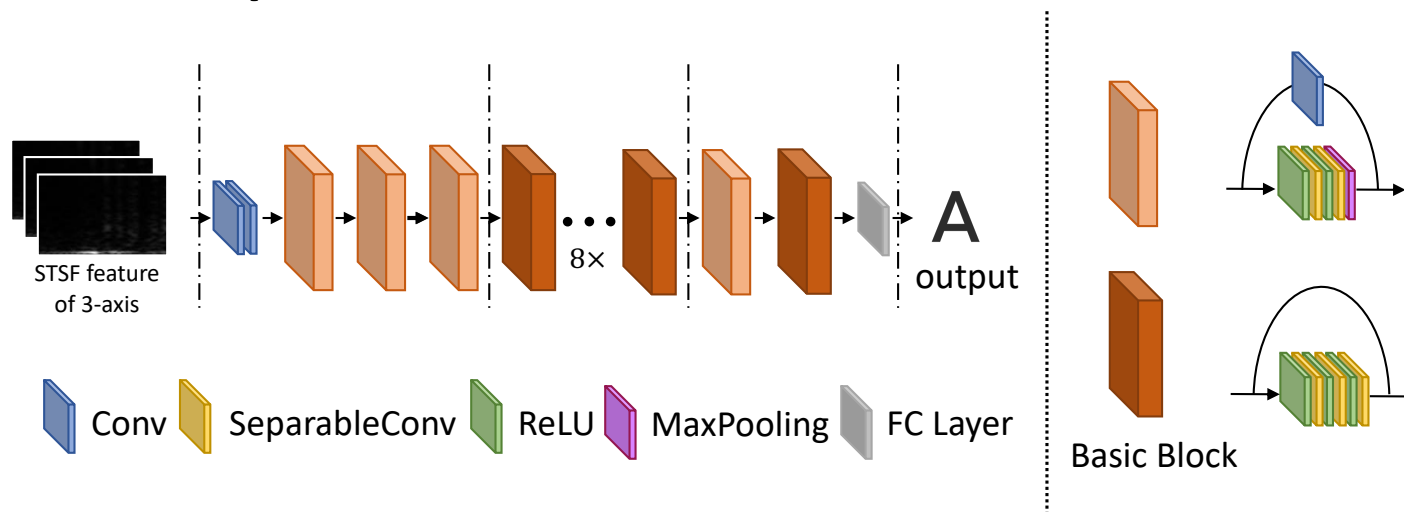 STSF feature
of 3-axis
8×
A
output
Conv
SeparableConv
ReLU
MaxPooling
FC Layer
Basic Block